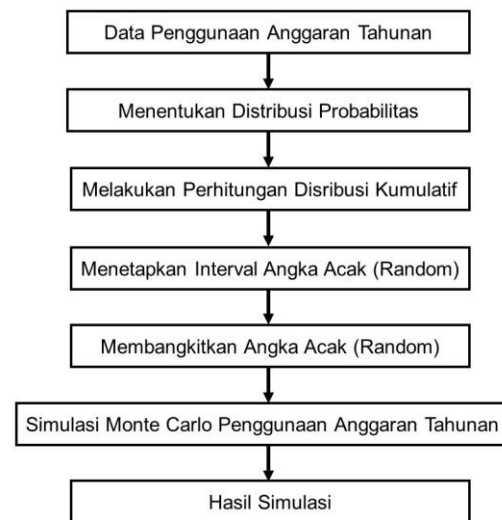 Data Penggunaan Anggaran Tahunan
Menentukan Distribusi Probabilitas
Melakukan Perhitungan Disribusi Kumulatif
Menetapkan Interval Angka Acak (Random)
Membangkitkan Angka Acak (Random)
Simulasi Monte Carlo Penggunaan Anggaran Tahunan
Hasil Simulasi